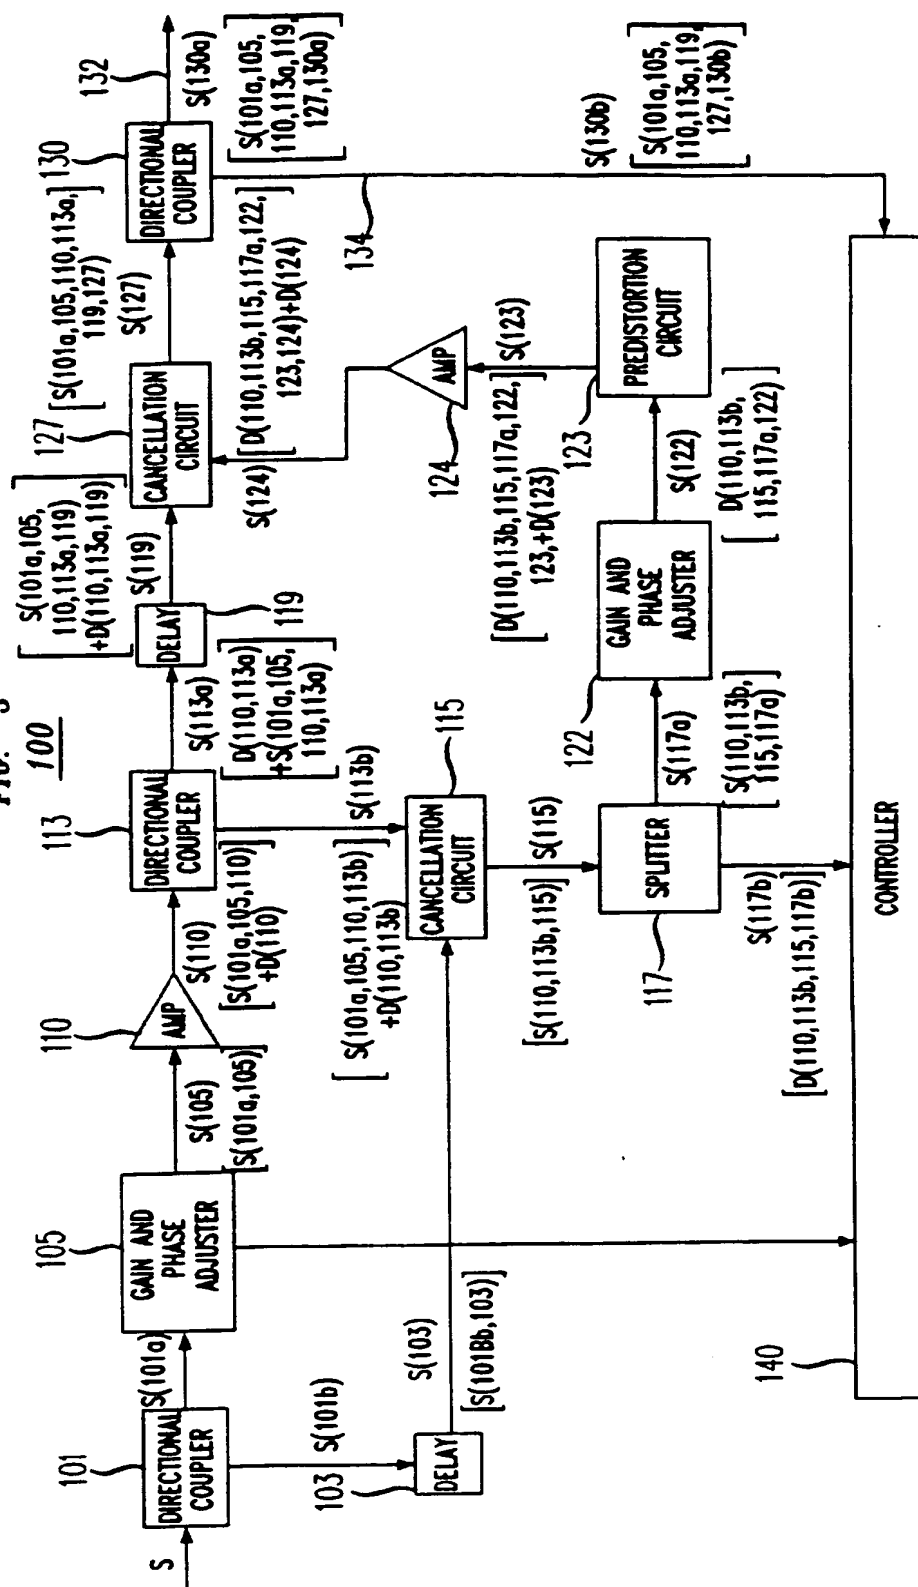 FIG. 3
100
S
101
DIRECTIONAL
COUPLER
S(101a)
S(101b)
103
DELAY
S(103)
[S(101Bb,103)]
105
GAIN AND
PHASE
ADJUSTER
S(105)
[S(101a,105)]
110
AMP
S(110)
[S(101a,105,110)
+D(110)]
113
DIRECTIONAL
COUPLER
S(113a)
[D(110,113a)
+S(101a,105,
110,113a)]
S(113b)
[S(101a,105,110,113b)
+D(110,113b)]
115
CANCELLATION
CIRCUIT
S(115)
[S(110,113b,115)]
117
SPLITTER
S(117a)
[S(110,113b,
115,117a)]
S(117b)
[D(110,113b,115,117b)]
DELAY
119
S(119)
[S(101a,105,
110,113a,119)
+D(110,113a,119)]
122
GAIN AND
PHASE
ADJUSTER
S(122)
[D(110,113b,
115,117a,122)]
123
PREDISTORTION
CIRCUIT
S(123)
[D(110,113b,115,117a,122,
123,+D(123)]
124
AMP
S(124)
[D(110,113b,115,117a,122,
123,124)+D(124)]
127
CANCELLATION
CIRCUIT
S(127)
[S(101a,105,110,113a,
119,127)]
130
DIRECTIONAL
COUPLER
132
S(130a)
[S(101a,105,
110,113a,119,
127,130a)]
134
S(130b)
[S(101a,105,
110,113a,119,
127,130b)]
140
CONTROLLER